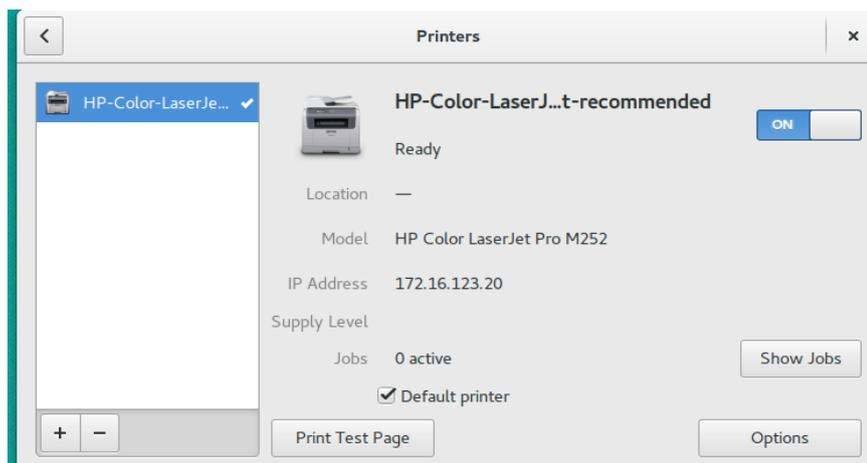 Printers
HP-Color-LaserJe...
HP-Color-LaserJ...t-recommended
ON
Ready
Location —
Model HP Color LaserJet Pro M252
IP Address 172.16.123.20
Supply Level
Jobs 0 active
Show Jobs
Default printer
Print Test Page
Options